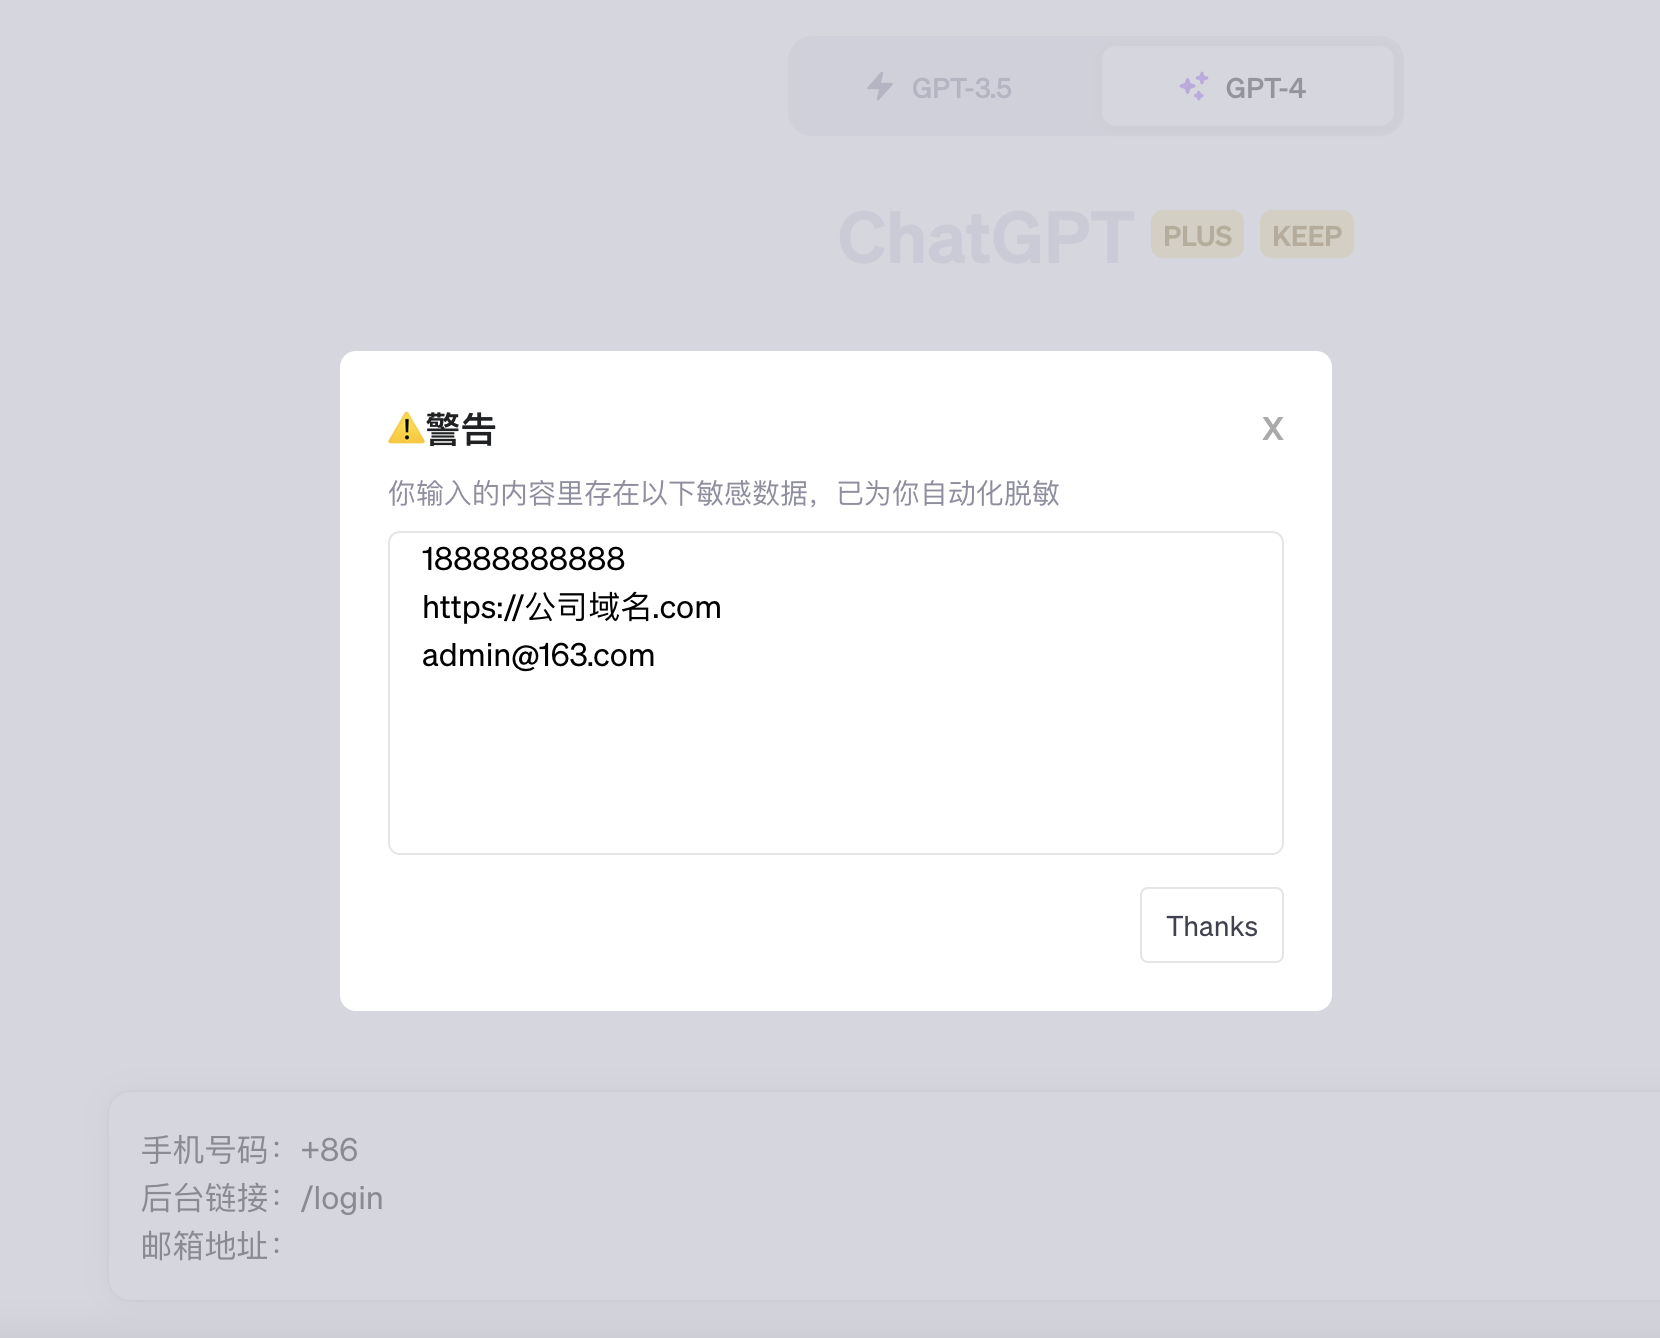 GPT-3.5
GPT-4
ChatGPT PLUS KEEP
⚠️警告
X
你输入的内容里存在以下敏感数据，已为你自动化脱敏
18888888888
https://公司域名.com
admin@163.com
Thanks
手机号码：+86
后台链接：/login
邮箱地址：